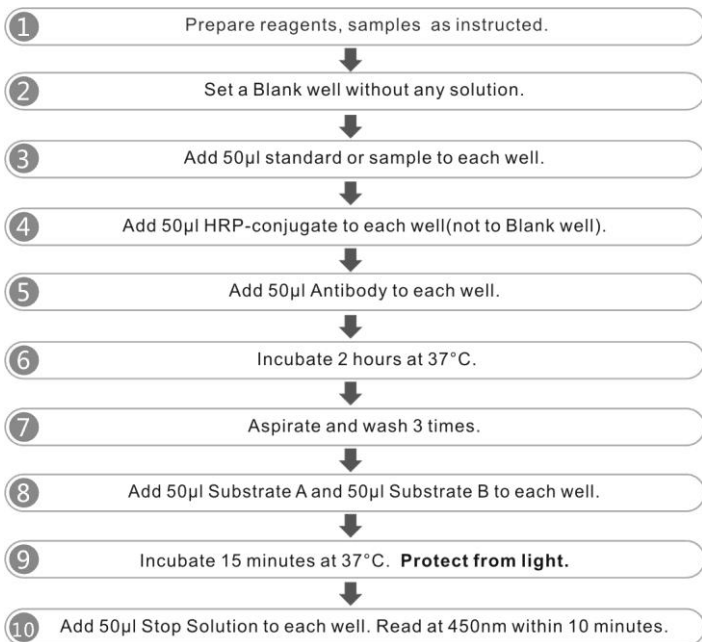 1 Prepare reagents, samples as instructed.
2 Set a Blank well without any solution.
3 Add 50μl standard or sample to each well.
4 Add 50μl HRP-conjugate to each well(not to Blank well).
5 Add 50μl Antibody to each well.
6 Incubate 2 hours at 37°C.
7 Aspirate and wash 3 times.
8 Add 50μl Substrate A and 50μl Substrate B to each well.
9 Incubate 15 minutes at 37°C. Protect from light.
10 Add 50μl Stop Solution to each well. Read at 450nm within 10 minutes.